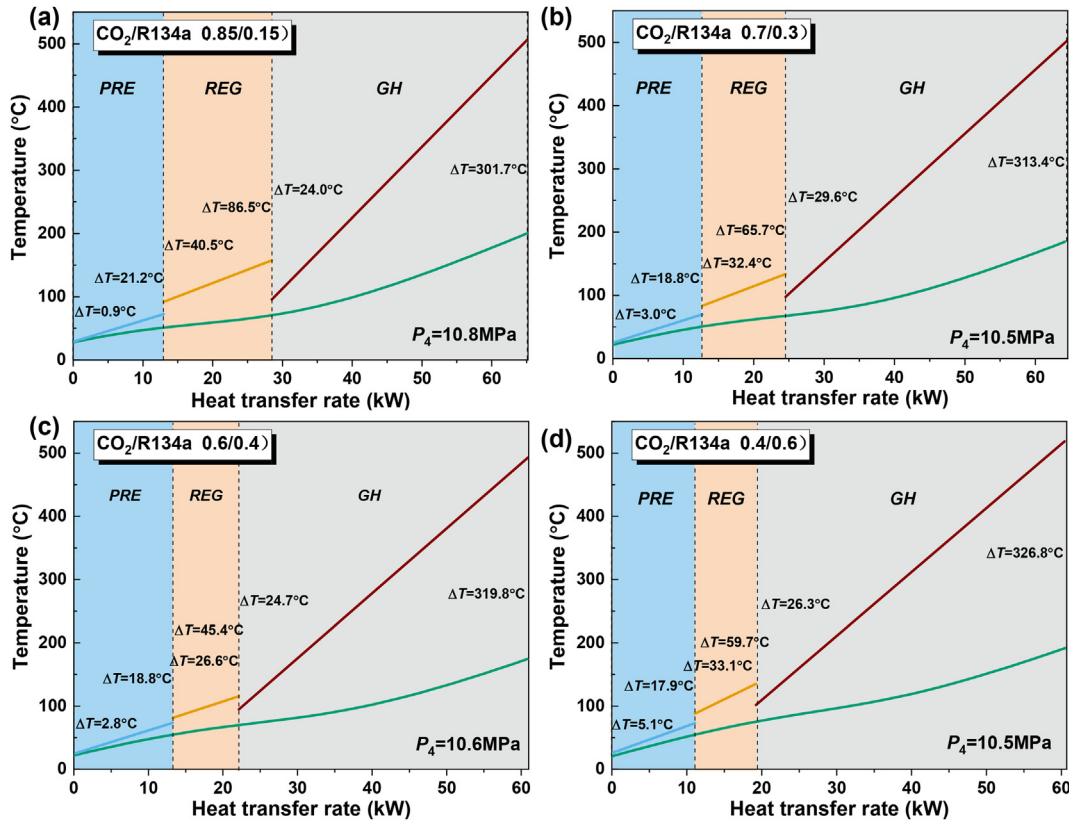 (a)
CO₂/R134a 0.85/0.15）
PRE
REG
GH
ΔT=301.7°C
ΔT=24.0°C
ΔT=86.5°C
ΔT=40.5°C
ΔT=21.2°C
ΔT=0.9°C
P₄=10.8MPa
500
400
300
200
100
0
0 10 20 30 40 50 60
Temperature (°C)
Heat transfer rate (kW)
(b)
CO₂/R134a 0.7/0.3）
PRE
REG
GH
ΔT=313.4°C
ΔT=29.6°C
ΔT=65.7°C
ΔT=32.4°C
ΔT=18.8°C
ΔT=3.0°C
P₄=10.5MPa
500
400
300
200
100
0
0 10 20 30 40 50 60
Temperature (°C)
Heat transfer rate (kW)
(c)
CO₂/R134a 0.6/0.4）
PRE
REG
GH
ΔT=319.8°C
ΔT=24.7°C
ΔT=45.4°C
ΔT=26.6°C
ΔT=18.8°C
ΔT=2.8°C
P₄=10.6MPa
500
400
300
200
100
0
0 10 20 30 40 50 60
Temperature (°C)
Heat transfer rate (kW)
(d)
CO₂/R134a 0.4/0.6）
PRE
REG
GH
ΔT=326.8°C
ΔT=26.3°C
ΔT=59.7°C
ΔT=33.1°C
ΔT=17.9°C
ΔT=5.1°C
P₄=10.5MPa
500
400
300
200
100
0
0 10 20 30 40 50 60
Temperature (°C)
Heat transfer rate (kW)